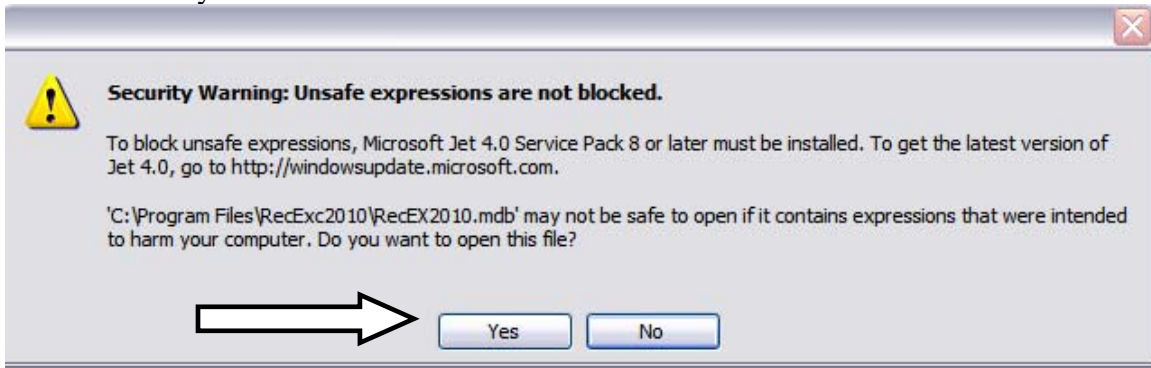 Security Warning: Unsafe expressions are not blocked.
To block unsafe expressions, Microsoft Jet 4.0 Service Pack 8 or later must be installed. To get the latest version of
Jet 4.0, go to http://windowsupdate.microsoft.com.
'C:\Program Files\RecExc2010\RecEX2010.mdb' may not be safe to open if it contains expressions that were intended
to harm your computer. Do you want to open this file?
Yes No